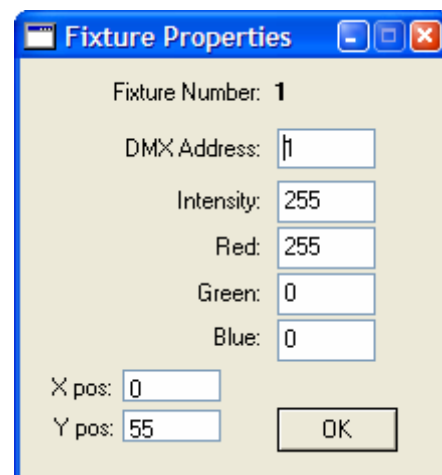 Fixture Properties
Fixture Number: 1
DMX Address: 1
Intensity: 255
Red: 255
Green: 0
Blue: 0
X pos: 0
Y pos: 55
OK